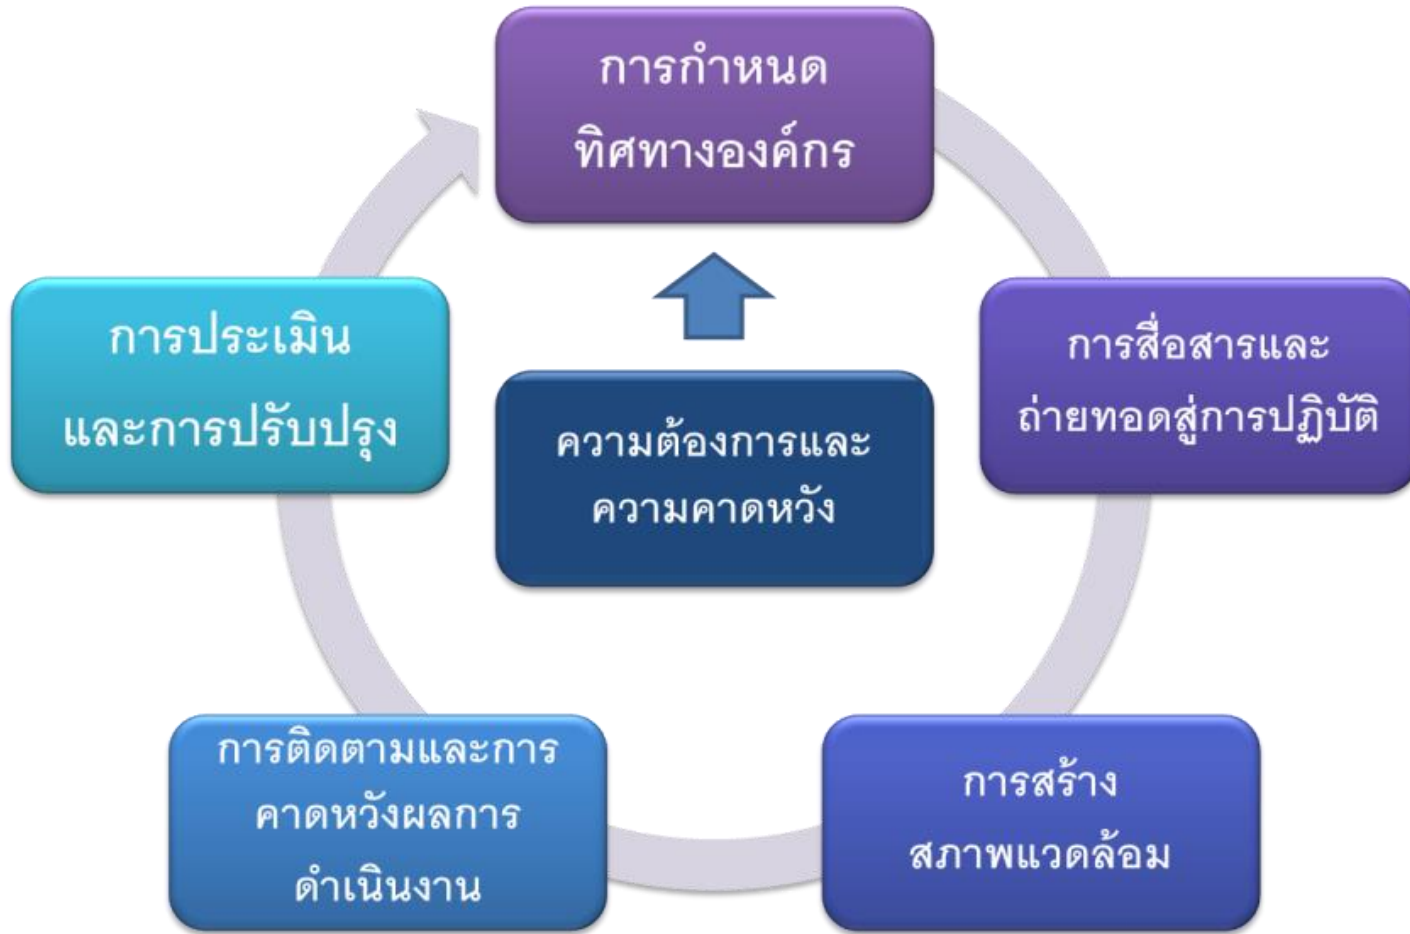 การกำหนด
ทิศทางองค์กร
การสื่อสารและ
ถ่ายทอดสู่การปฏิบัติ
การสร้าง
สภาพแวดล้อม
การติดตามและการ
คาดหวังผลการ
ดำเนินงาน
การประเมิน
และการปรับปรุง
ความต้องการและ
ความคาดหวัง